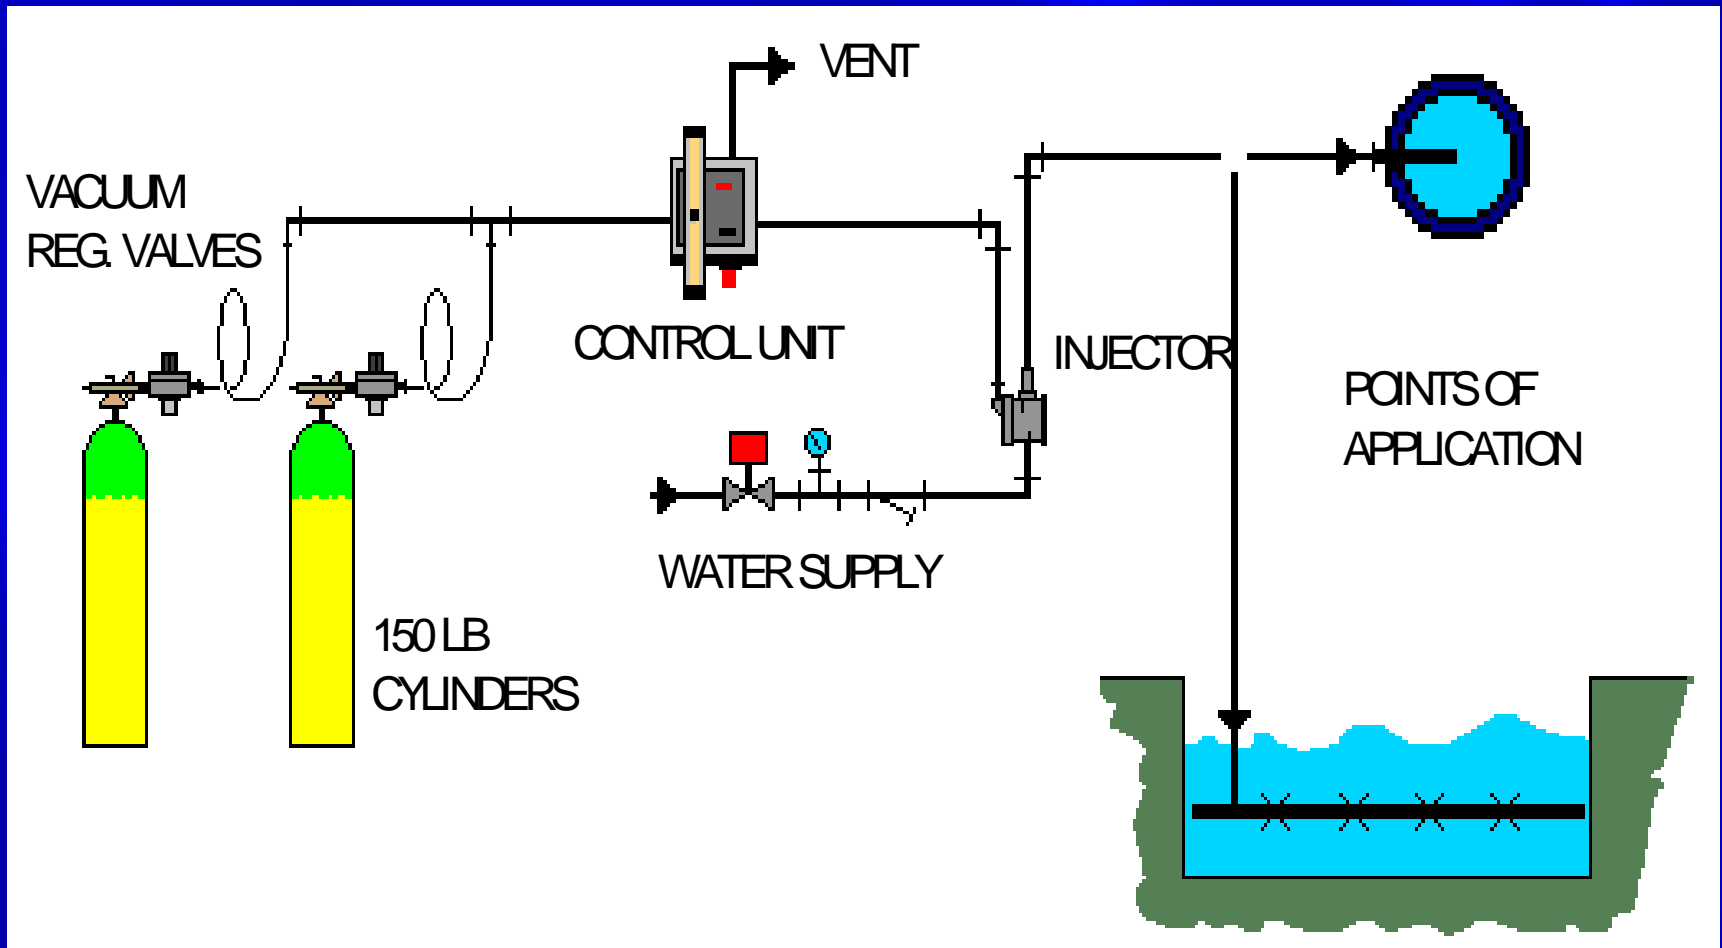 VENT
VACUUM
REG. VALVES
CONTROL UNIT
INJECTOR
POINTS OF
APPLICATION
WATER SUPPLY
150 LB
CYLINDERS